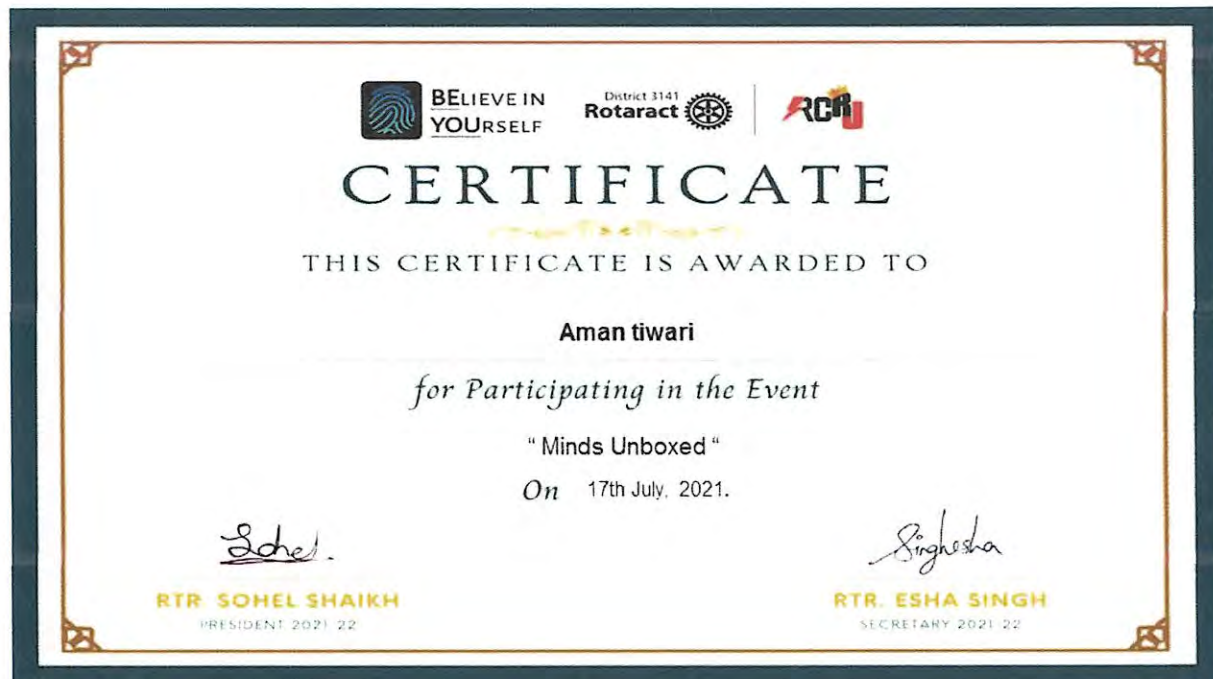 BELIEVE IN
YOURSELF
District 3141
Rotaract
RCRJ
CERTIFICATE
THIS CERTIFICATE IS AWARDED TO
Aman tiwari
for Participating in the Event
" Minds Unboxed "
On 17th July, 2021.
Sohel.
Singhesha
RTR SOHEL SHAIKH
RTR. ESHA SINGH
PRESIDENT 2021-22
SECRETARY 2021-22